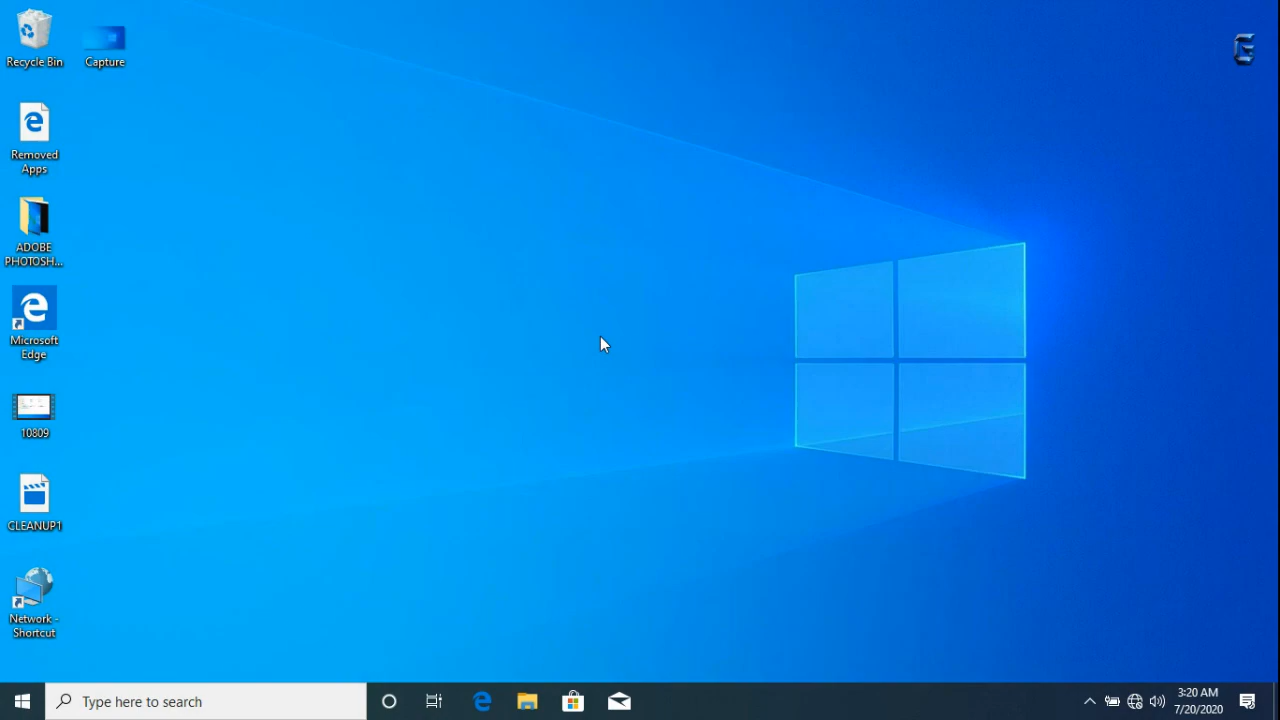 Recycle Bin
Capture
Removed
Apps
ADOBE
PHOTOSH...
Microsoft
Edge
10809
CLEANUP1
Network -
Shortcut
Type here to search
3:20 AM
7/20/2020